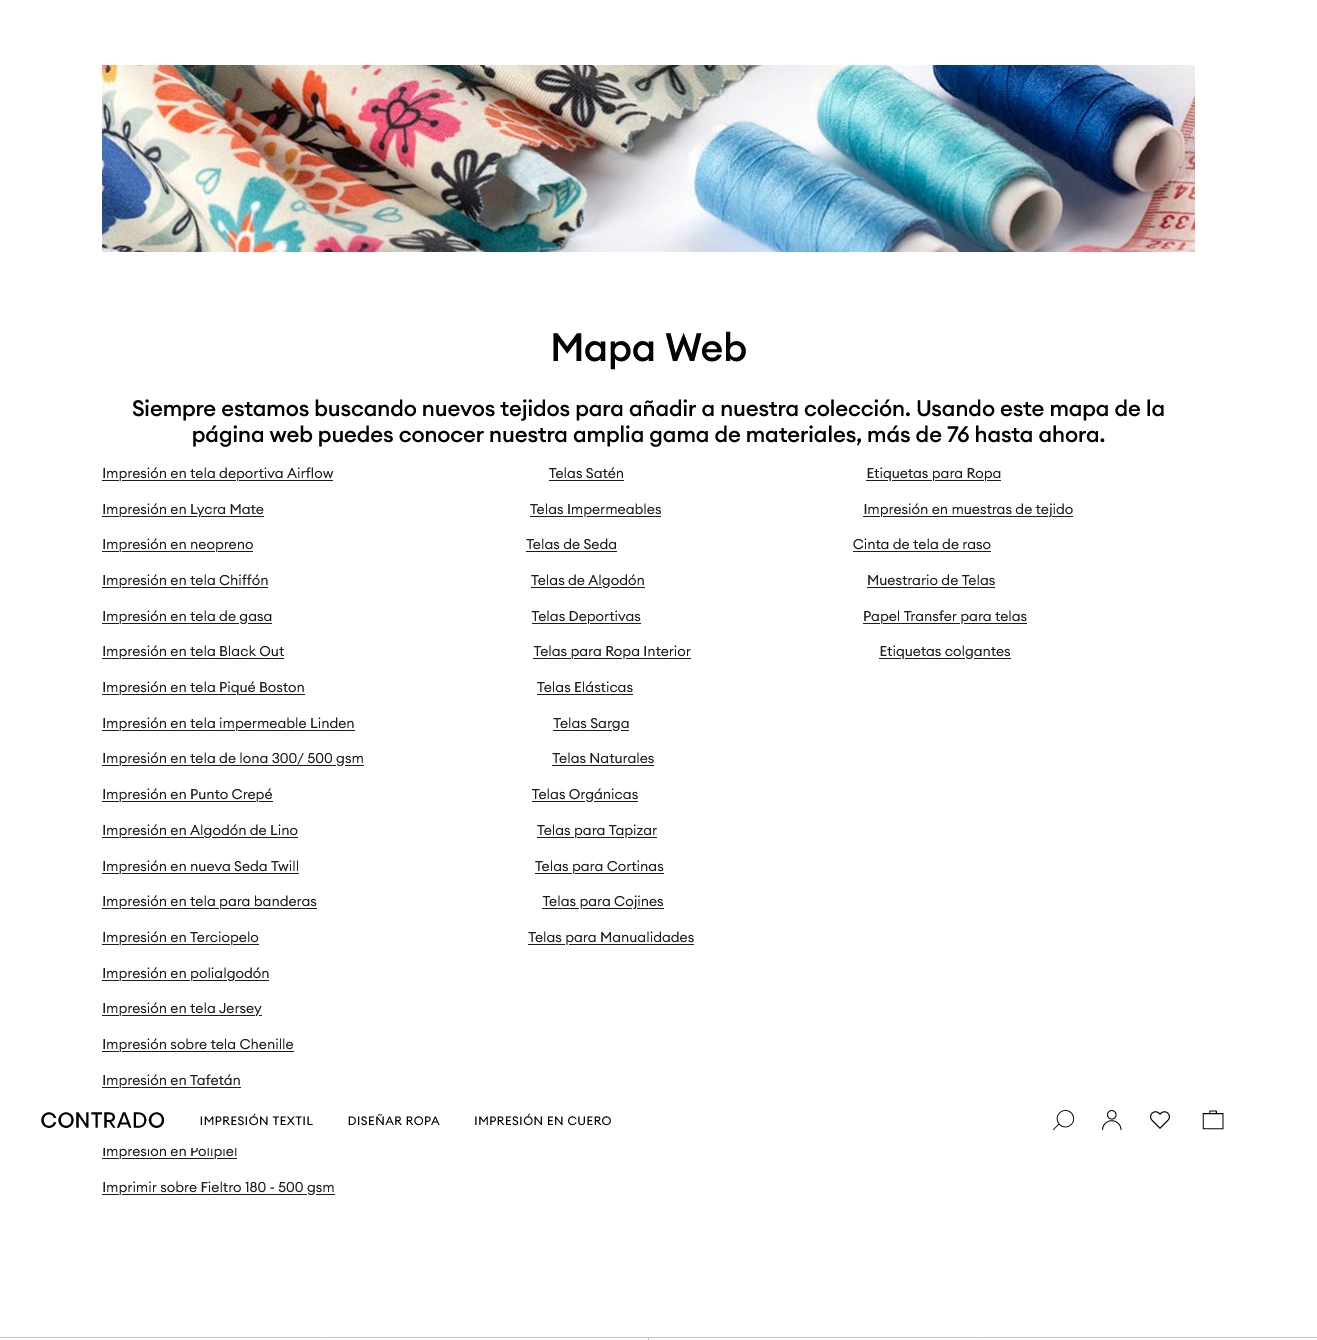 134
133
132
Mapa Web
Siempre estamos buscando nuevos tejidos para añadir a nuestra colección. Usando este mapa de la
página web puedes conocer nuestra amplia gama de materiales, más de 76 hasta ahora.
Impresión en tela deportiva Airflow
Impresión en Lycra Mate
Impresión en neopreno
Impresión en tela Chiffón
Impresión en tela de gasa
Impresión en tela Black Out
Impresión en tela Piqué Boston
Impresión en tela impermeable Linden
Impresión en tela de lona 300/ 500 gsm
Impresión en Punto Crepé
Impresión en Algodón de Lino
Impresión en nueva Seda Twill
Impresión en tela para banderas
Impresión en Terciopelo
Impresión en polialgodón
Impresión en tela Jersey
Impresión sobre tela Chenille
Impresión en Tafetán
Telas Satén
Telas Impermeables
Telas de Seda
Telas de Algodón
Telas Deportivas
Telas para Ropa Interior
Telas Elásticas
Telas Sarga
Telas Naturales
Telas Orgánicas
Telas para Tapizar
Telas para Cortinas
Telas para Cojines
Telas para Manualidades
Etiquetas para Ropa
Impresión en muestras de tejido
Cinta de tela de raso
Muestrario de Telas
Papel Transfer para telas
Etiquetas colgantes
CONTRADO IMPRESIÓN TEXTIL DISEÑAR ROPA IMPRESIÓN EN CUERO
Impresión en Polipiel
Imprimir sobre Fieltro 180 - 500 gsm